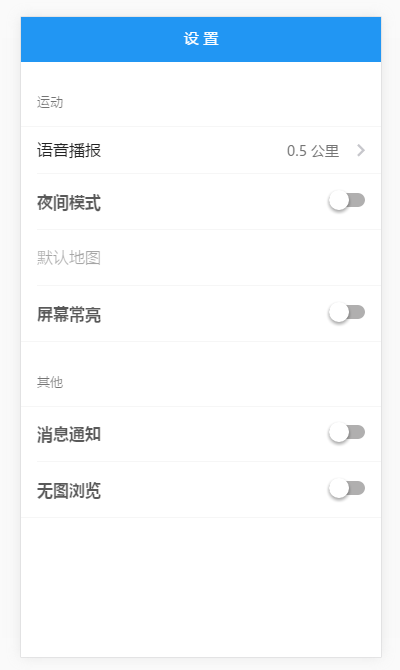 设 置
运动
语音播报
0.5 公里
夜间模式
默认地图
屏幕常亮
其他
消息通知
无图浏览